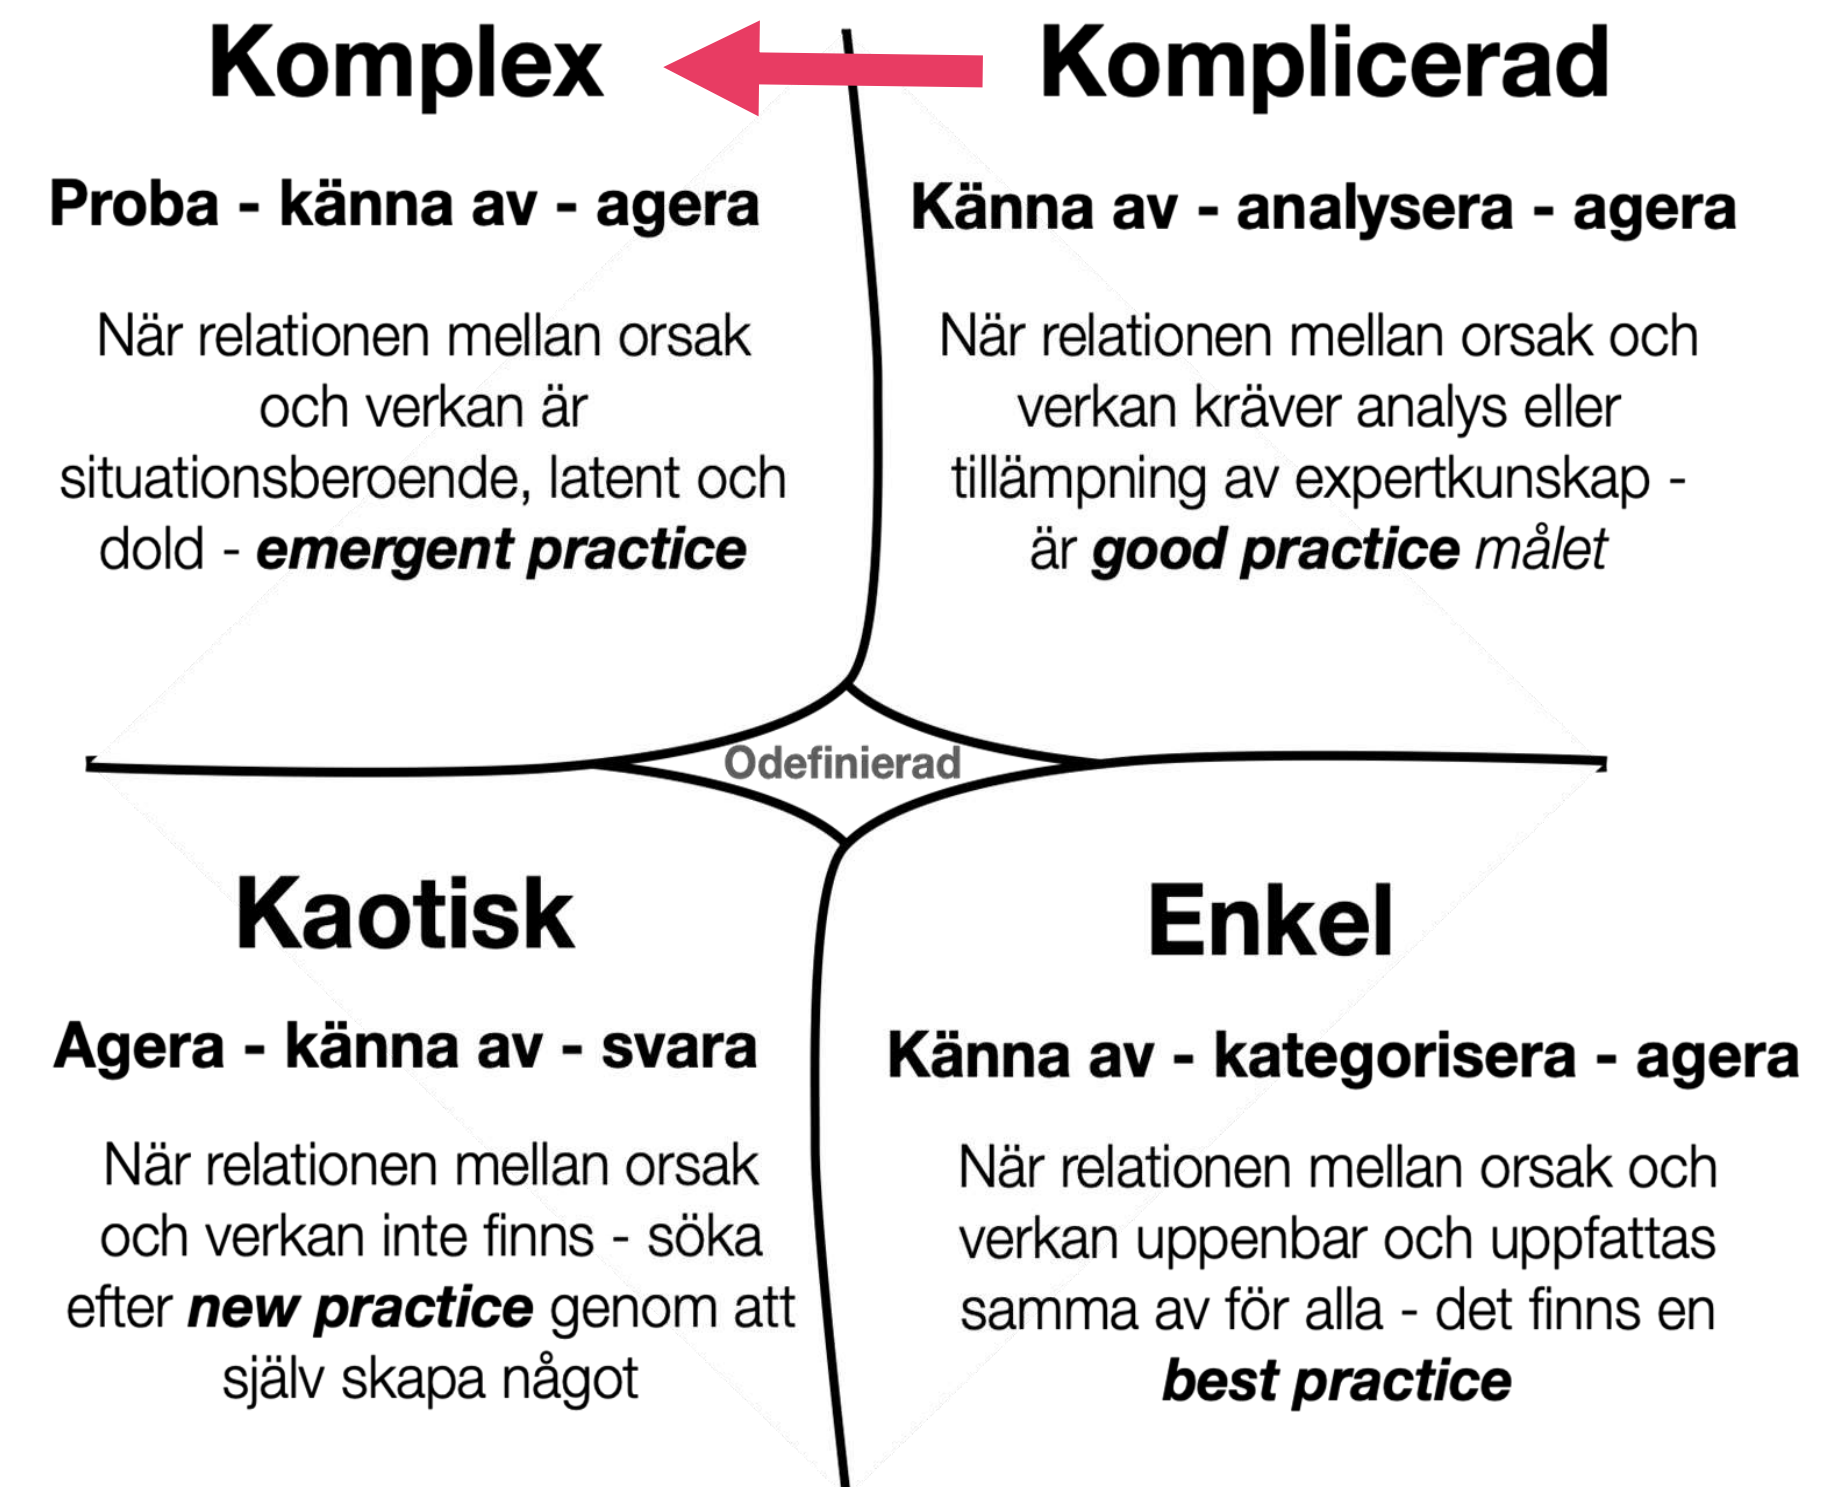 Komplex
Proba - känna av - agera
När relationen mellan orsak
och verkan är
situationsberoende, latent och
dold - emergent practice
Komplicerad
Känna av - analysera - agera
När relationen mellan orsak och
verkan kräver analys eller
tillämpning av expertkunskap -
är good practice målet
Odefinierad
Kaotisk
Agera - känna av - svara
När relationen mellan orsak
och verkan inte finns - söka
efter new practice genom att
själv skapa något
Enkel
Känna av - kategorisera - agera
När relationen mellan orsak och
verkan uppenbar och uppfattas
samma av för alla - det finns en
best practice